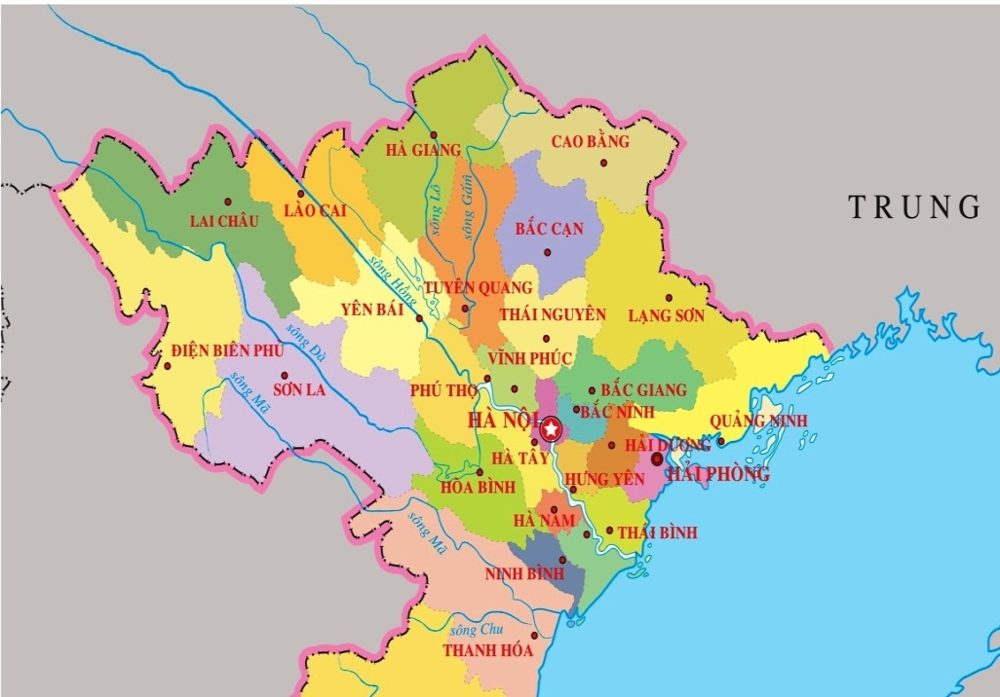 CAO BẰNG
HÀ GIANG
TRUNG
LÀO CAI
LAI CHÂU
sông Lô
sông Gấm
BẮC CẠN
sông Hồng
TUYÊN QUANG
YÊN BÁI
THÁI NGUYÊN
LẠNG SƠN
sông Đà
ĐIỆN BIÊN PHỦ
VĨNH PHÚC
SƠN LA
sông Mã
PHÚ THỌ
BẮC GIANG
BẮC NINH
HÀ NỘI
QUẢNG NINH
HẢI DƯƠNG
HÀ TÂY
HẢI PHÒNG
HƯNG YÊN
HÒA BÌNH
HÀ NAM
sông Mã
THÁI BÌNH
NINH BÌNH
sông Chu
THANH HÓA